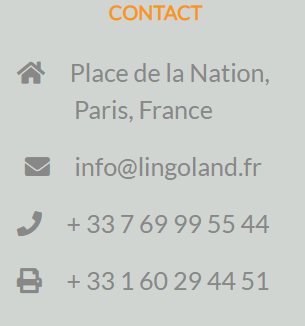 CONTACT
Place de la Nation,
Paris, France
info@lingoland.fr
+ 33 7 69 99 55 44
+ 33 1 60 29 44 51